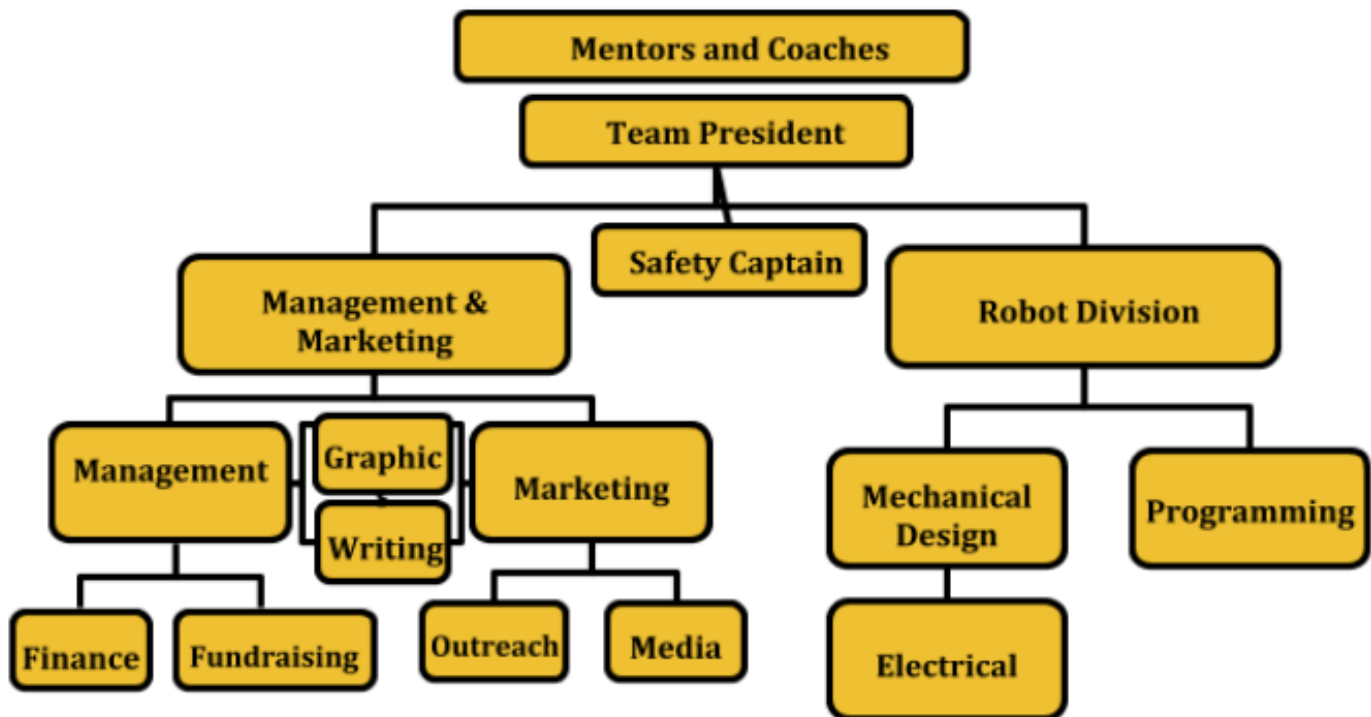 Mentors and Coaches
Team President
Safety Captain
Management &
Marketing
Robot Division
Management
Graphic
Writing
Marketing
Mechanical
Design
Programming
Finance
Fundraising
Outreach
Media
Electrical